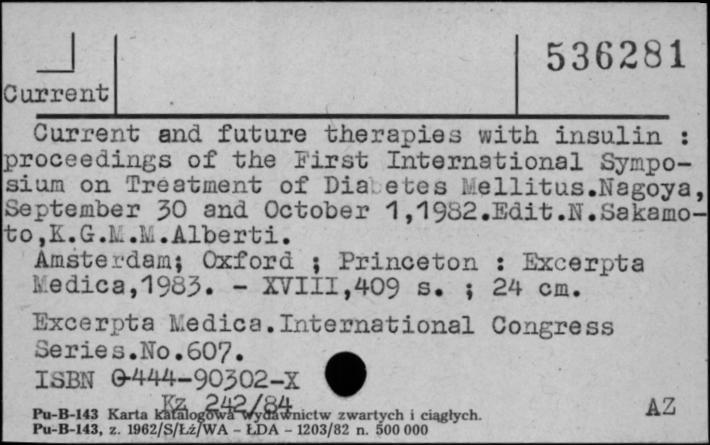 536281
Current
Current and future therapies with insulin :
proceedings of the First International Sympo-
sium on Treatment of Diabetes Mellitus.Nagoya,
September 30 and October 1,1982.Edit.N.Sakamo-
to,K.G.M.M.Alberti.
Amsterdam; Oxford ; Princeton : Excerpta
Medica,1983. - XVIII,409 s. ; 24 cm.
Excerpta Medica.International Congress
Series.No.607.
ISBN 0-444-90302-X
Kz 242/84
AZ
Pu-B-143 Karta katalogowa wydawnictw zwartych i ciągłych.
Pu-B-143, z. 1962/S/Łź/WA - ŁDA - 1203/82 n. 500 000